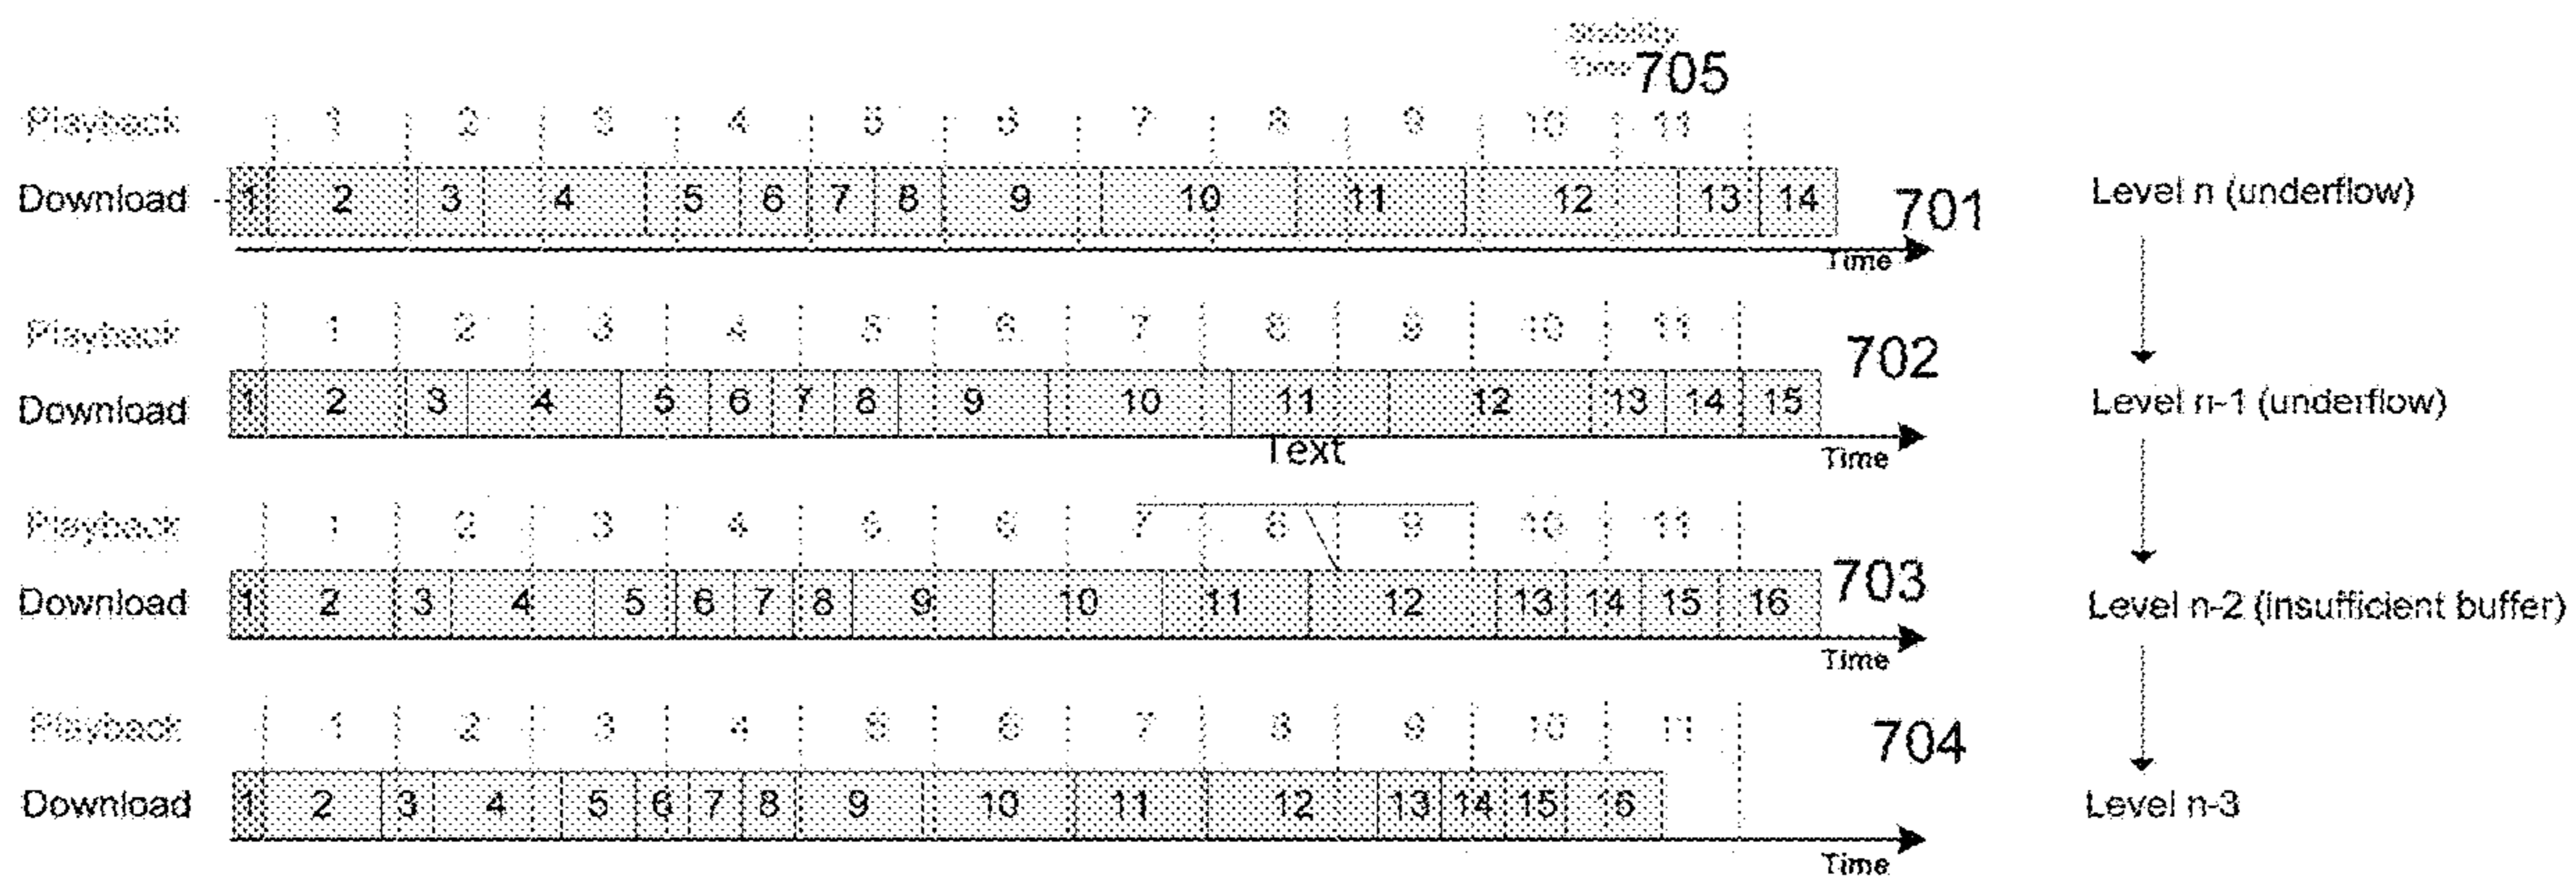 Stability
Time 705
Playback 1 2 3 4 5 6 7 8 9 10 11
Download 1 2 3 4 5 6 7 8 9 10 11 12 13 14 701 Level n (underflow)
Time
Playback 1 2 3 4 5 6 7 8 9 10 11
702
Download 1 2 3 4 5 6 7 8 9 10 11 12 13 14 15 Level n-1 (underflow)
Text
Time
Playback 1 2 3 4 5 6 7 8 9 10 11
703
Download 1 2 3 4 5 6 7 8 9 10 11 12 13 14 15 16 Level n-2 (insufficient buffer)
Time
Playback 1 2 3 4 5 6 7 8 9 10 11
704
Download 1 2 3 4 5 6 7 8 9 10 11 12 13 14 15 16 Level n-3
Time